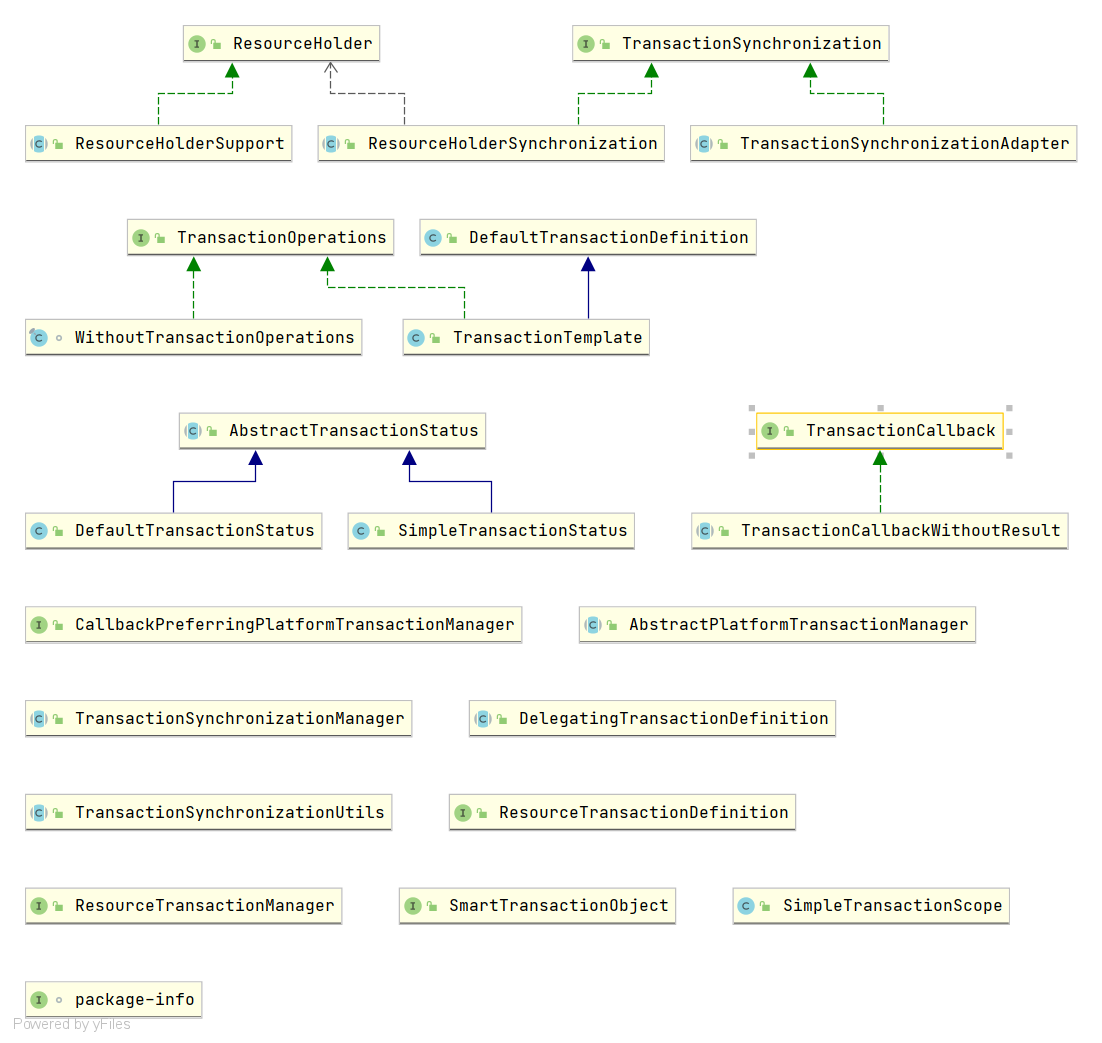 ResourceHolder
TransactionSynchronization
ResourceHolderSupport
ResourceHolderSynchronization
TransactionSynchronizationAdapter
TransactionOperations
DefaultTransactionDefinition
WithoutTransactionOperations
TransactionTemplate
AbstractTransactionStatus
TransactionCallback
DefaultTransactionStatus
SimpleTransactionStatus
TransactionCallbackWithoutResult
CallbackPreferringPlatformTransactionManager
AbstractPlatformTransactionManager
TransactionSynchronizationManager
DelegatingTransactionDefinition
TransactionSynchronizationUtils
ResourceTransactionDefinition
ResourceTransactionManager
SmartTransactionObject
SimpleTransactionScope
package-info
Powered by yFiles